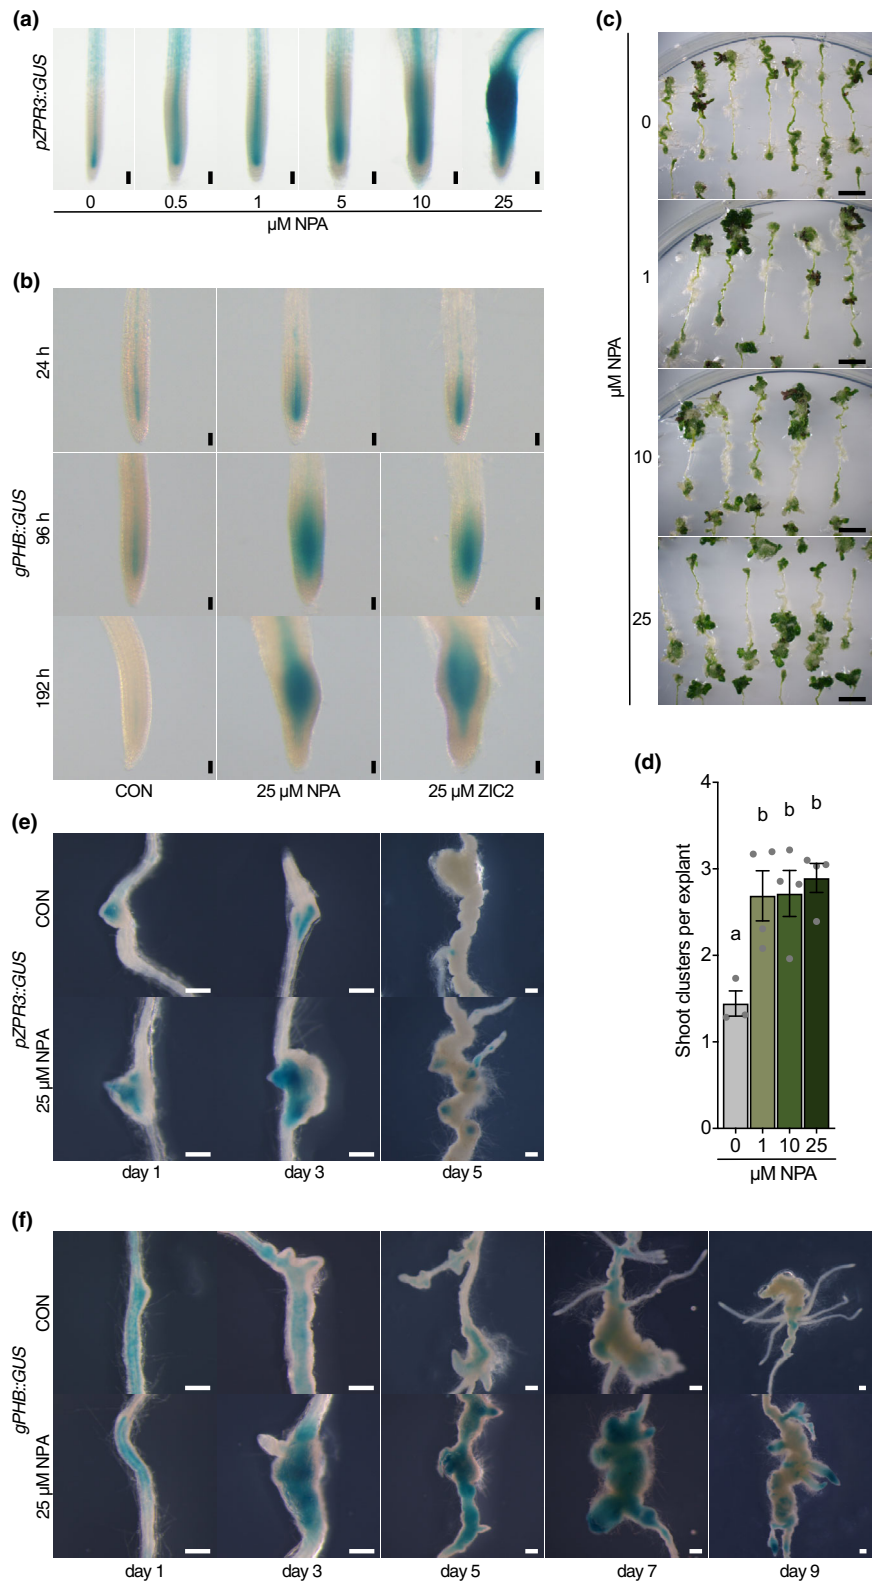 (a)
pZPR3::GUS
0 0.5 1 5 10 25
µM NPA
(b)
gPHB::GUS
24 h
96 h
192 h
CON 25 µM NPA 25 µM ZIC2
(c)
µM NPA
0
1
10
25
(d)
Shoot clusters per explant
4
3
2
1
0
a
b b b
0 1 10 25
µM NPA
(e)
pZPR3::GUS
CON
25 µM NPA
day 1 day 3 day 5
(f)
gPHB::GUS
CON
25 µM NPA
day 1 day 3 day 5 day 7 day 9